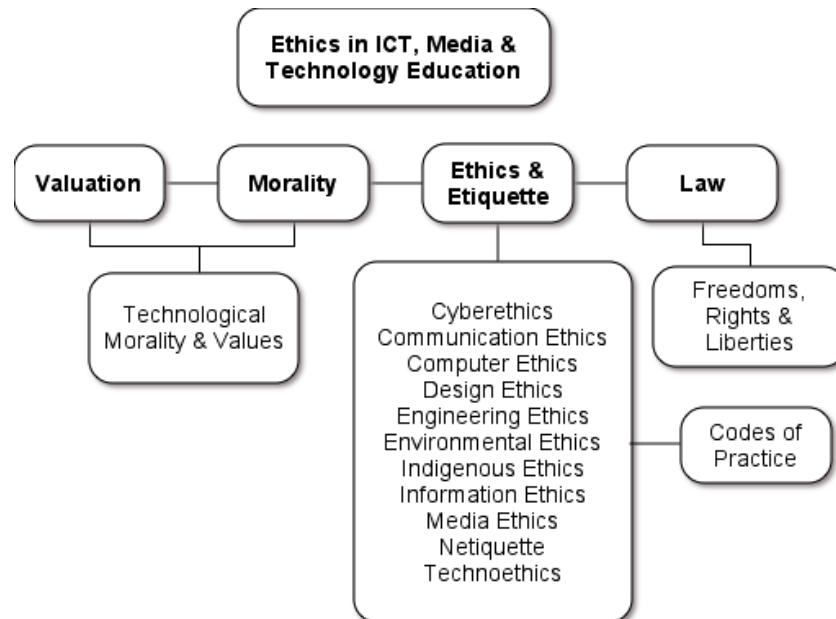 Ethics in ICT, Media &
Technology Education
Valuation
Morality
Ethics &
Etiquette
Law
Technological
Morality & Values
Cyberethics
Communication Ethics
Computer Ethics
Design Ethics
Engineering Ethics
Environmental Ethics
Indigenous Ethics
Information Ethics
Media Ethics
Netiquette
Technoethics
Freedoms,
Rights &
Liberties
Codes of
Practice